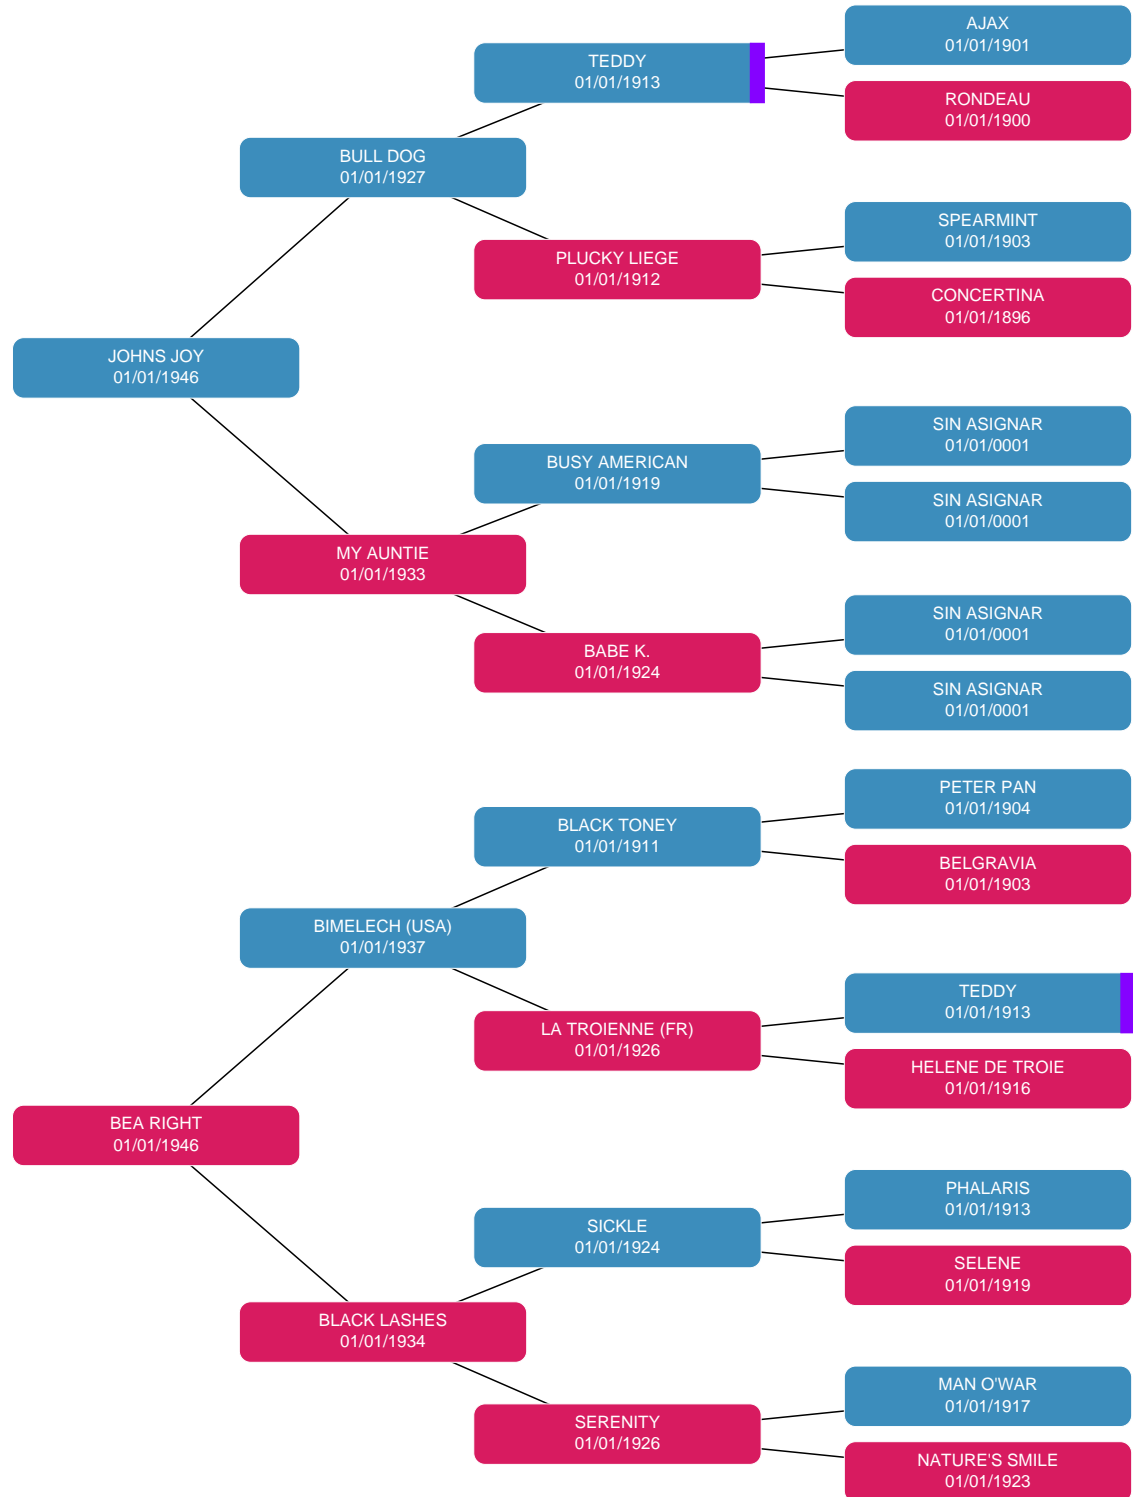 AJAX
01/01/1901
TEDDY
01/01/1913
RONDEAU
01/01/1900
BULL DOG
01/01/1927
SPEARMINT
01/01/1903
PLUCKY LIEGE
01/01/1912
CONCERTINA
01/01/1896
JOHNS JOY
01/01/1946
SIN ASIGNAR
01/01/0001
BUSY AMERICAN
01/01/1919
SIN ASIGNAR
01/01/0001
MY AUNTIE
01/01/1933
SIN ASIGNAR
01/01/0001
BABE K.
01/01/1924
SIN ASIGNAR
01/01/0001
PETER PAN
01/01/1904
BLACK TONEY
01/01/1911
BELGRAVIA
01/01/1903
BIMELECH (USA)
01/01/1937
TEDDY
01/01/1913
LA TROIENNE (FR)
01/01/1926
HELENE DE TROIE
01/01/1916
BEA RIGHT
01/01/1946
PHALARIS
01/01/1913
SICKLE
01/01/1924
SELENE
01/01/1919
BLACK LASHES
01/01/1934
MAN O'WAR
01/01/1917
SERENITY
01/01/1926
NATURE'S SMILE
01/01/1923